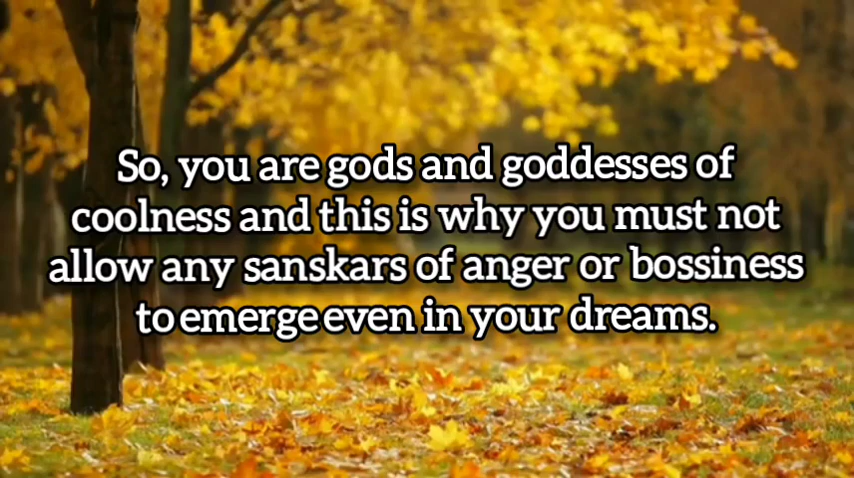 So, you are gods and goddesses of
coolness and this is why you must not
allow any sanskars of anger or bossiness
to emerge even in your dreams.